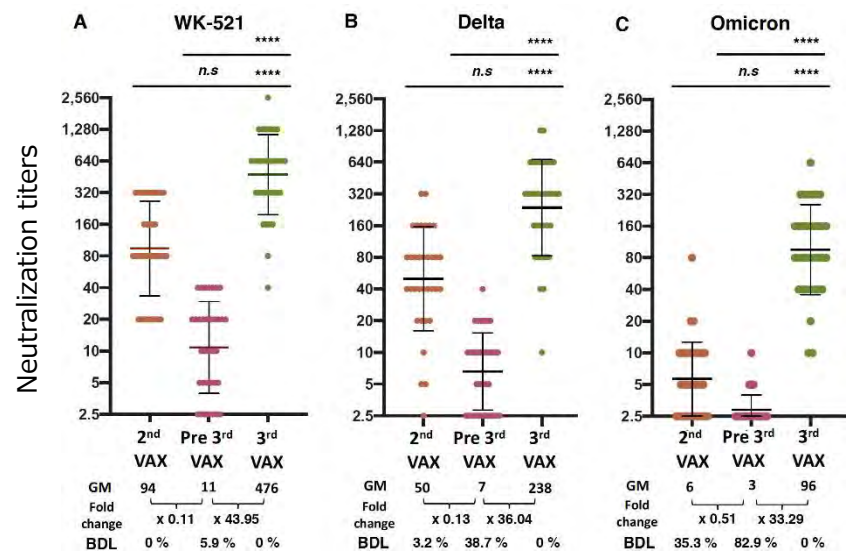 A WK-521
****
n.s ****
2,560
1,280
640
320
160
80
40
20
10
5
2.5
2nd VAX
Pre 3rd VAX
3rd VAX
GM 94 11 476
Fold change x 0.11 x 43.95
BDL 0 % 5.9 % 0 %
B Delta
****
n.s ****
2,560
1,280
640
320
160
80
40
20
10
5
2.5
2nd VAX
Pre 3rd VAX
3rd VAX
50 7 238
x 0.13 x 36.04
3.2 % 38.7 % 0 %
C Omicron
****
n.s ****
2,560
1,280
640
320
160
80
40
20
10
5
2.5
2nd VAX
Pre 3rd VAX
3rd VAX
6 3 96
x 0.51 x 33.29
35.3 % 82.9 % 0 %
Neutralization titers